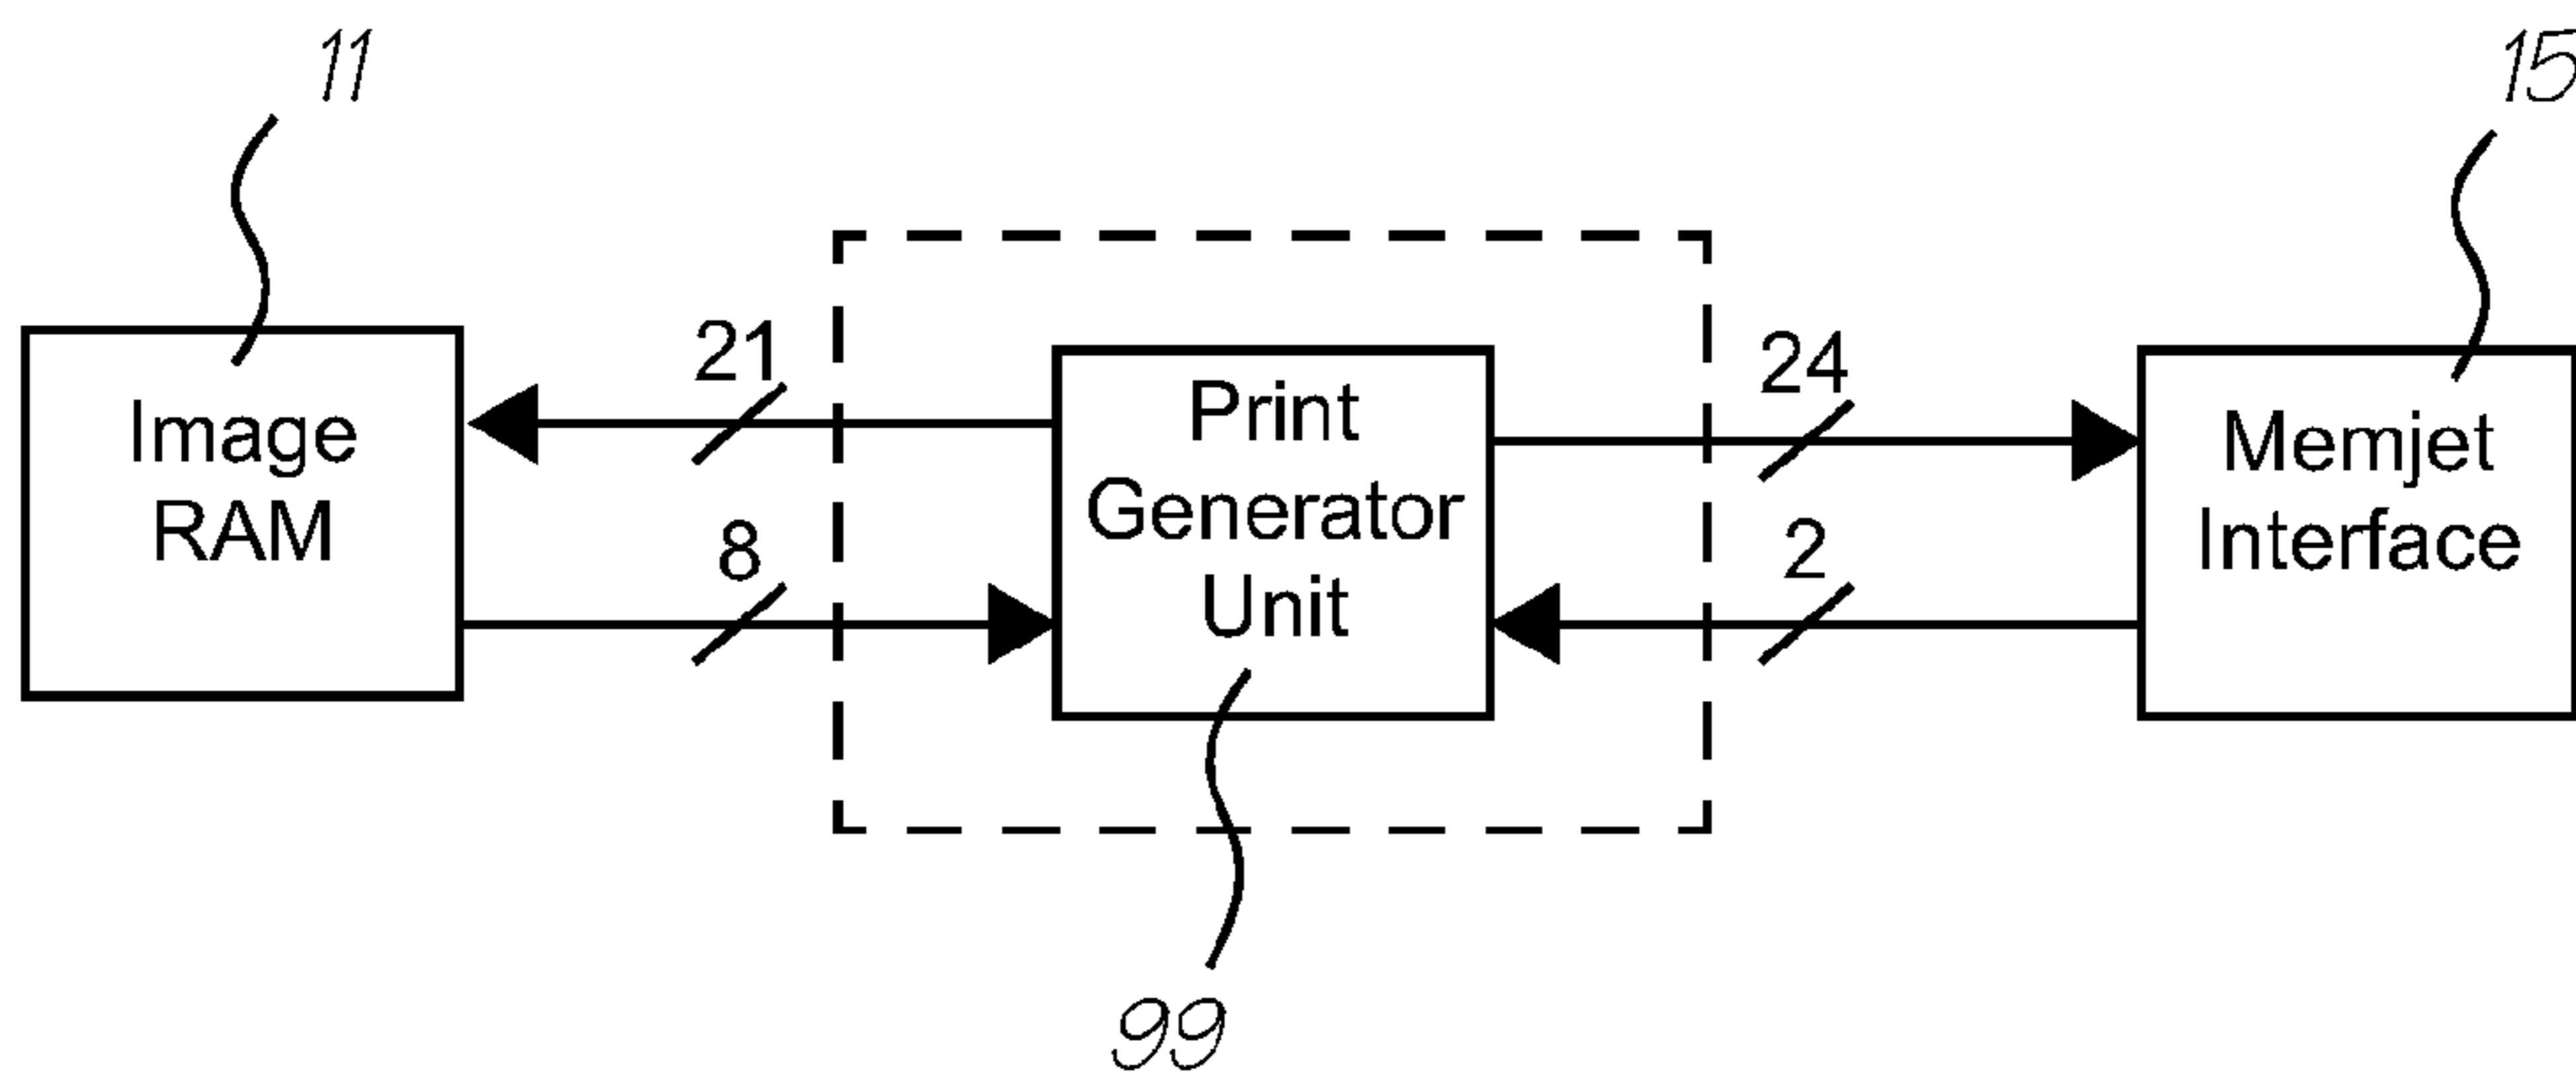 11
15
21
24
Image
RAM
Print
Generator
Unit
Memjet
Interface
8
2
99